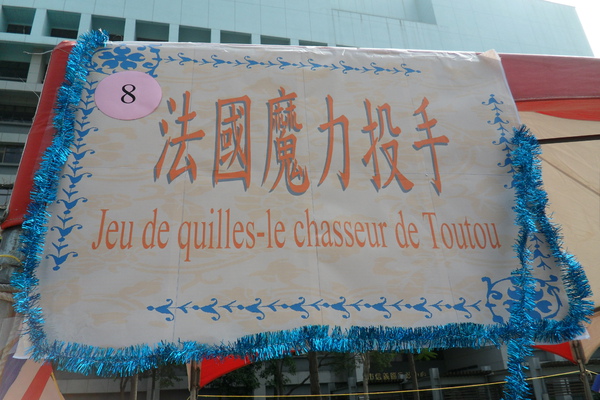 8
法國魔力投手
Jeu de quilles-le chasseur de Toutou